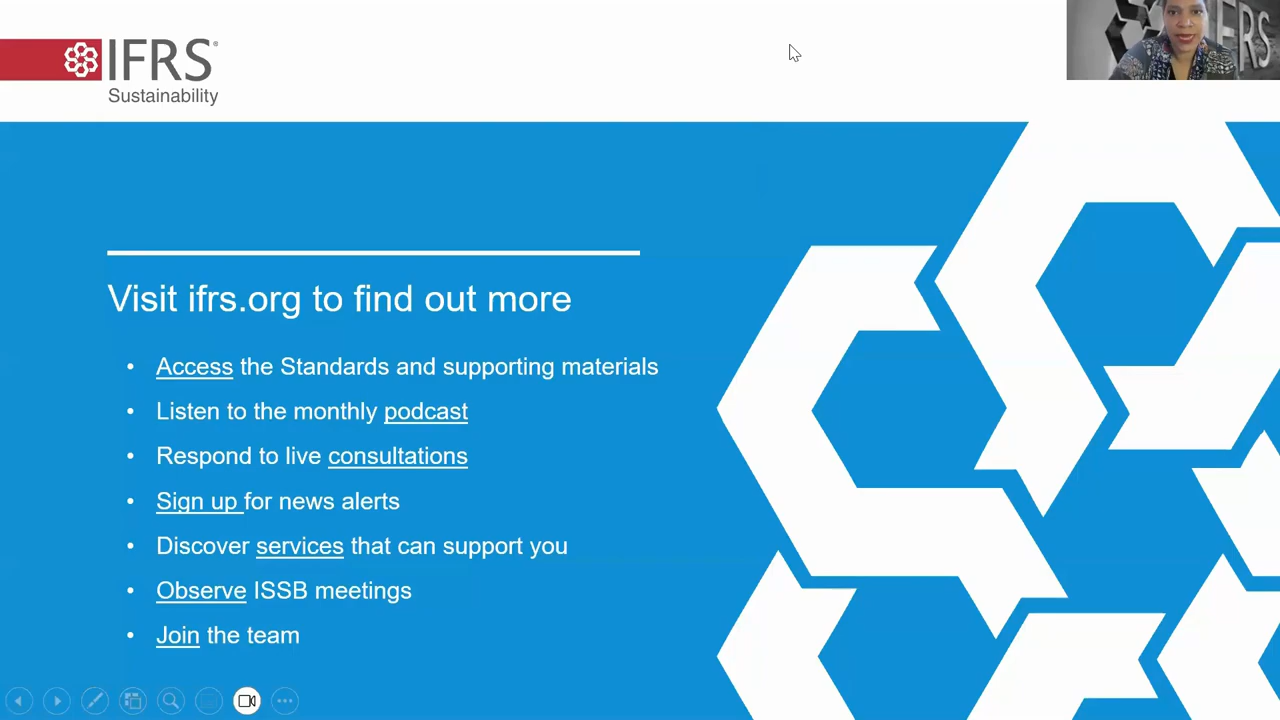 IFRS®
Sustainability
FRS
Visit ifrs.org to find out more
• Access the Standards and supporting materials
• Listen to the monthly podcast
• Respond to live consultations
• Sign up for news alerts
• Discover services that can support you
• Observe ISSB meetings
• Join the team